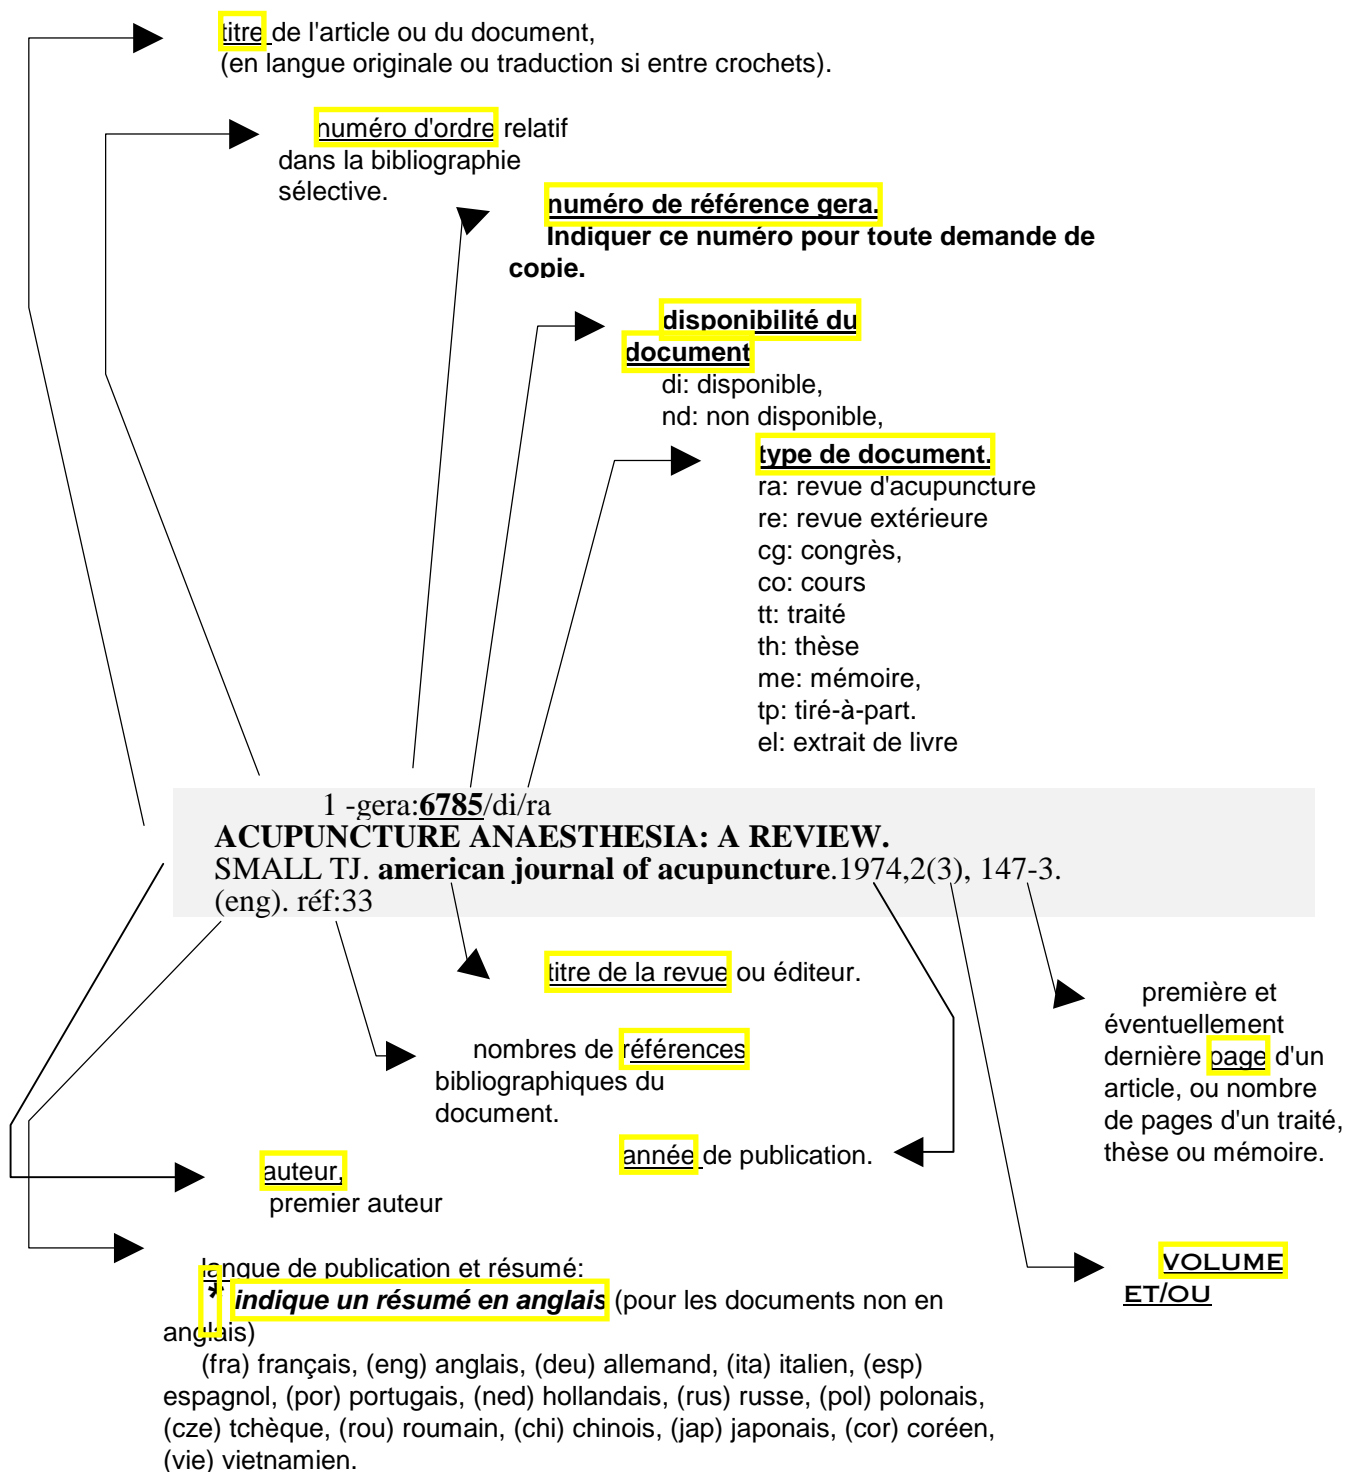 titre de l'article ou du document,
(en langue originale ou traduction si entre crochets).
numéro d'ordre relatif
dans la bibliographie
sélective.
numéro de référence gera.
Indiquer ce numéro pour toute demande de
copie.
disponibilité du
document
di: disponible,
nd: non disponible,
type de document.
ra: revue d'acupuncture
re: revue extérieure
cg: congrès,
co: cours
tt: traité
th: thèse
me: mémoire,
tp: tiré-à-part.
el: extrait de livre
1 -gera:6785/di/ra
ACUPUNCTURE ANAESTHESIA: A REVIEW.
SMALL TJ. american journal of acupuncture.1974,2(3), 147-3.
(eng). réf:33
titre de la revue ou éditeur.
première et
éventuellement
dernière page d'un
article, ou nombre
de pages d'un traité,
thèse ou mémoire.
nombres de références
bibliographiques du
document.
année de publication.
auteur,
premier auteur
VOLUME
ET/OU
langue de publication et résumé:
* indique un résumé en anglais (pour les documents non en
anglais)
(fra) français, (eng) anglais, (deu) allemand, (ita) italien, (esp)
espagnol, (por) portugais, (ned) hollandais, (rus) russe, (pol) polonais,
(cze) tchèque, (rou) roumain, (chi) chinois, (jap) japonais, (cor) coréen,
(vie) vietnamien.